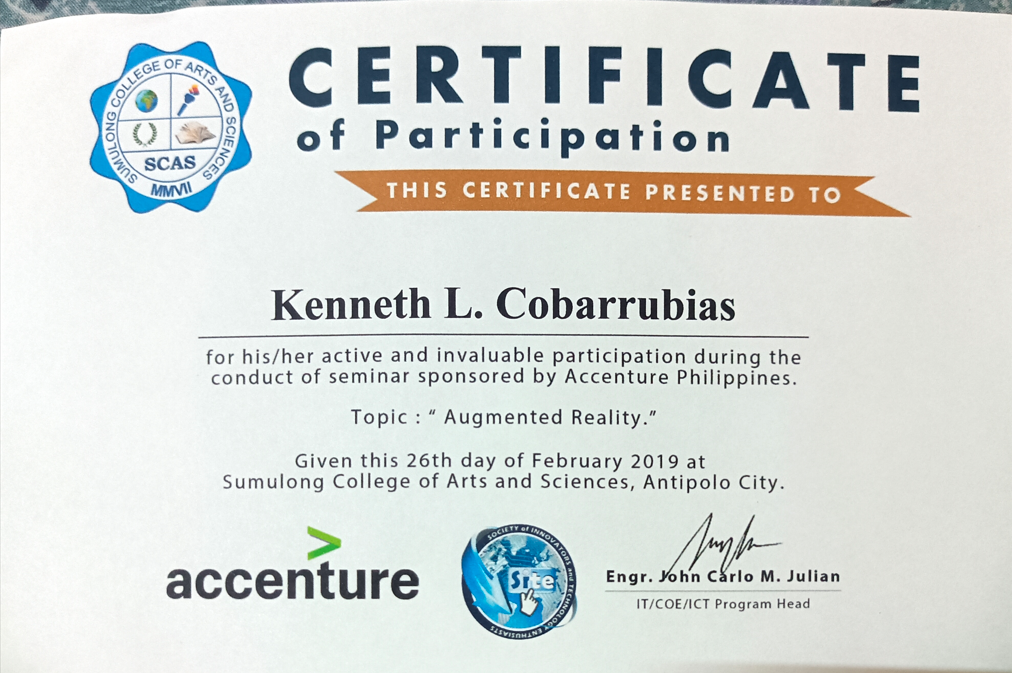 SUMULONG COLLEGE OF ARTS AND SCIENCES
SCAS
MMVII
CERTIFICATE
of Participation
THIS CERTIFICATE PRESENTED TO
Kenneth L. Cobarrubias
for his/her active and invaluable participation during the
conduct of seminar sponsored by Accenture Philippines.
Topic : “ Augmented Reality.”
Given this 26th day of February 2019 at
Sumulong College of Arts and Sciences, Antipolo City.
>
accenture
SOCIETY of INNOVATORS and TECHNOLOGY ENTHUSIASTS
Site
Engr. John Carlo M. Julian
IT/COE/ICT Program Head